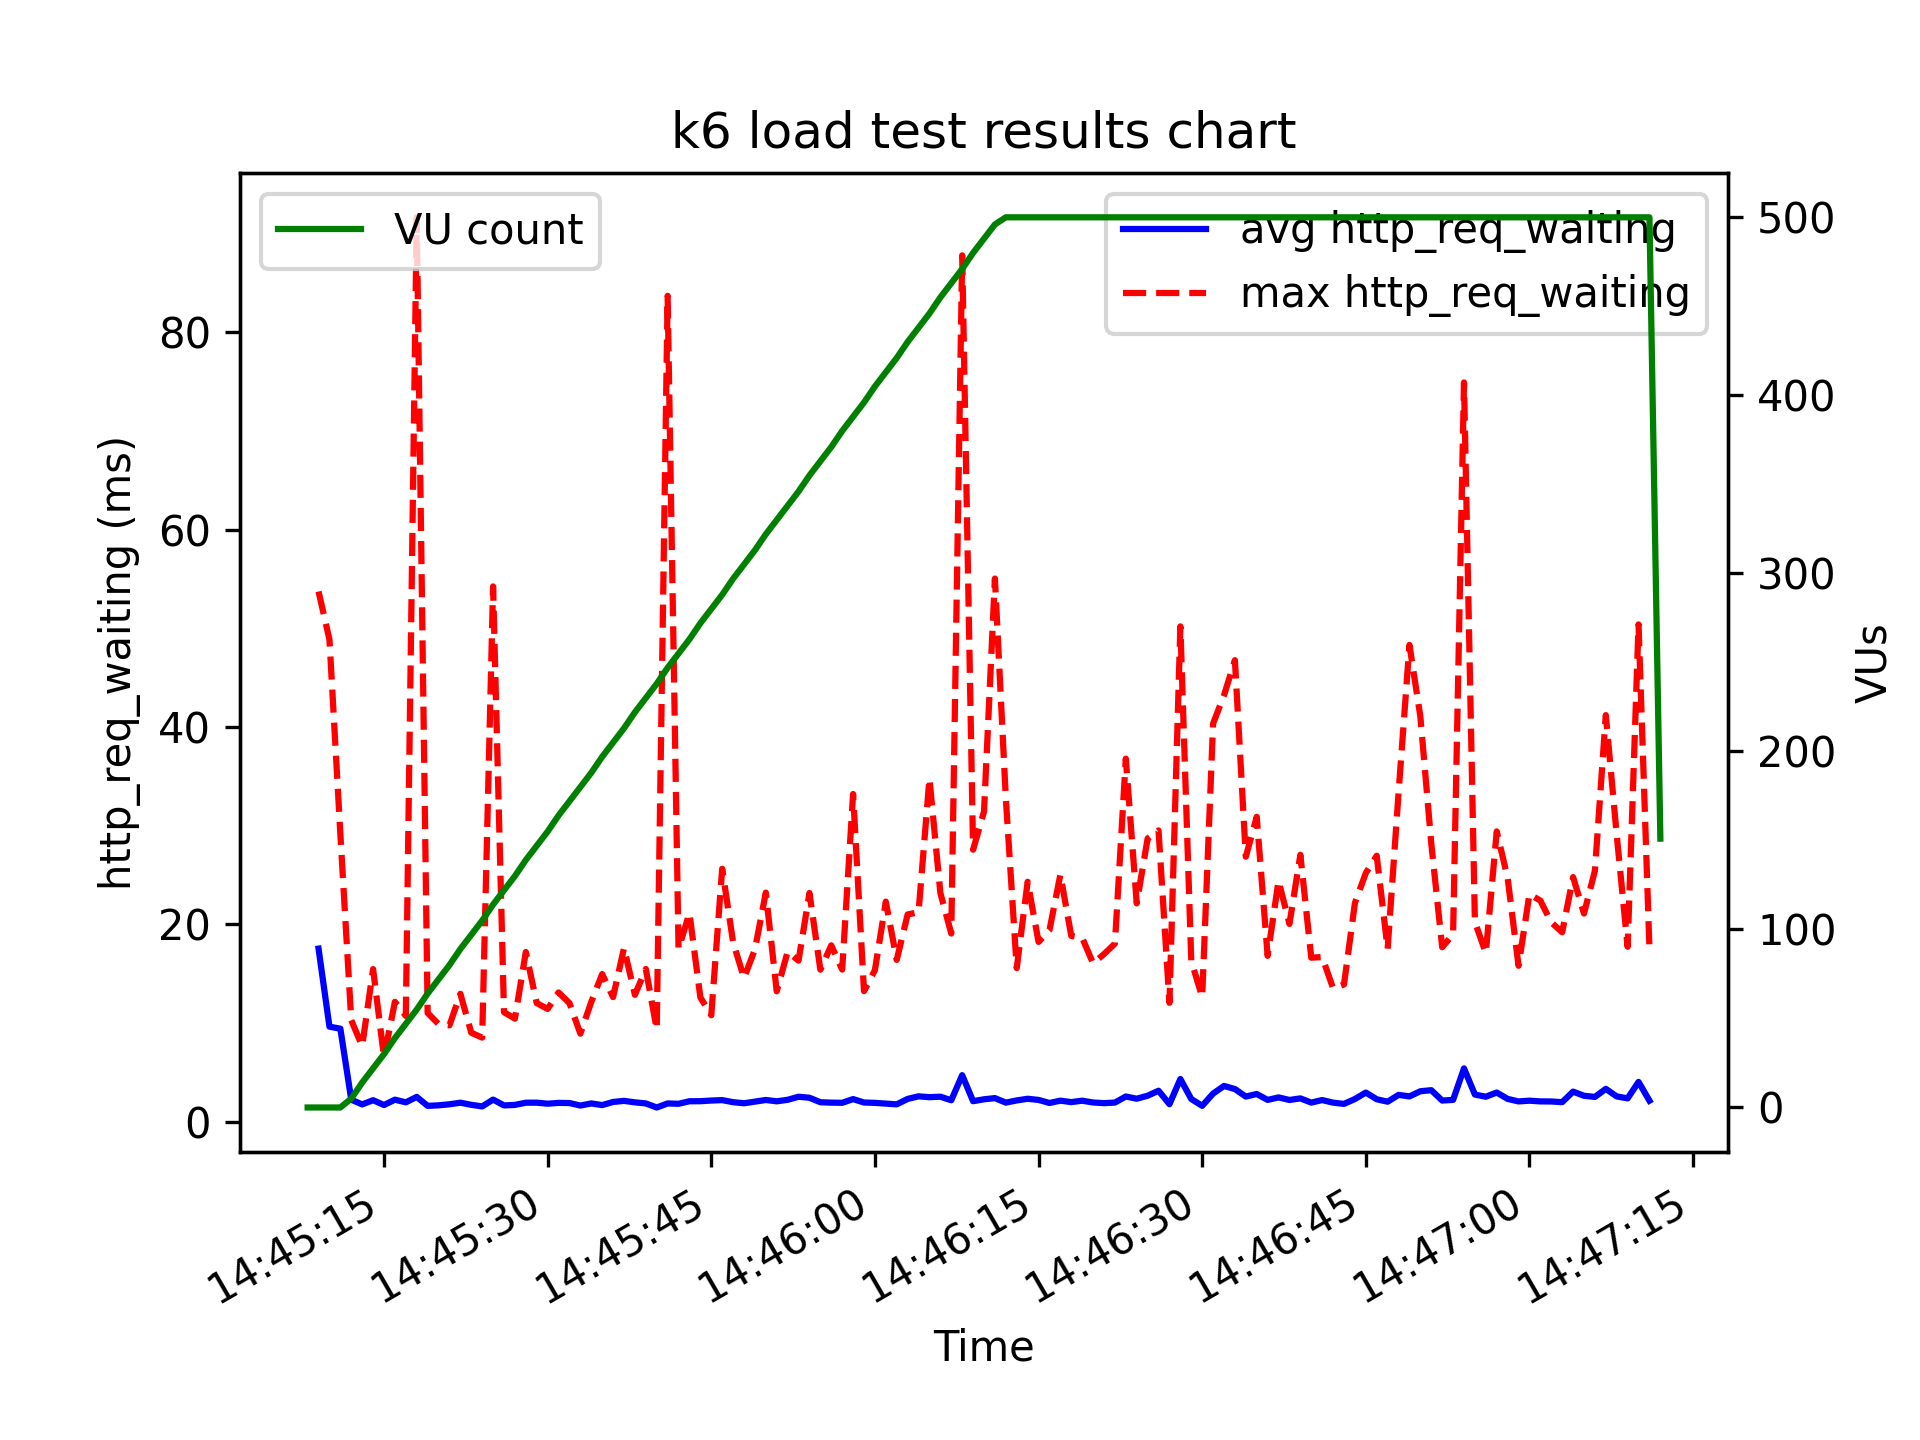 k6 load test results chart
VU count
avg http_req_waiting
max http_req_waiting
http_req_waiting (ms)
80
60
40
20
0
500
400
300
200
100
0
VUs
14:45:15
14:45:30
14:45:45
14:46:00
14:46:15
14:46:30
14:46:45
14:47:00
14:47:15
Time